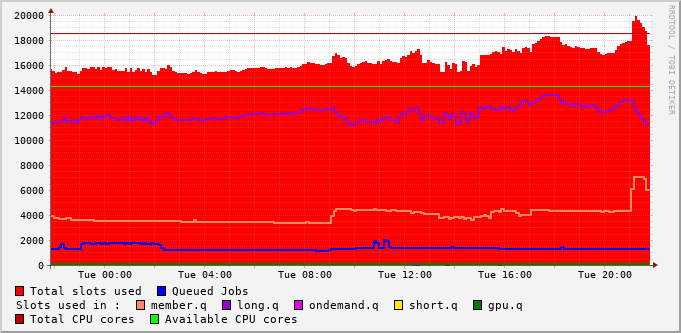 20000
18000
16000
14000
12000
10000
8000
6000
4000
2000
0
Tue 00:00 Tue 04:00 Tue 08:00 Tue 12:00 Tue 16:00 Tue 20:00
Total slots used Queued Jobs
Slots used in : member.q long.q ondemand.q short.q gpu.q
Total CPU cores Available CPU cores
RRDTOOL / TOBI OETIKER